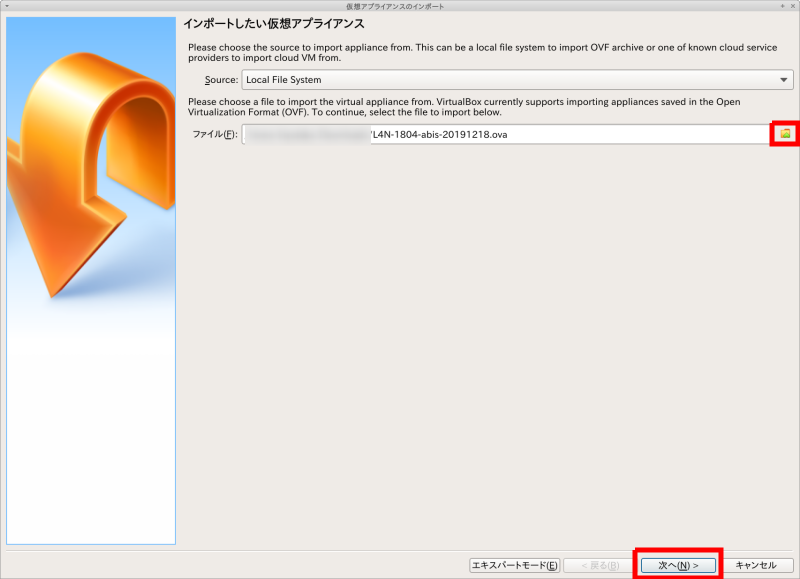 仮想アプライアンスのインポート
インポートしたい仮想アプライアンス
Please choose the source to import appliance from. This can be a local file system to import OVF archive or one of known cloud service
providers to import cloud VM from.
Source: Local File System
Please choose a file to import the virtual appliance from. VirtualBox currently supports importing appliances saved in the Open
Virtualization Format (OVF). To continue, select the file to import below.
ファイル(F): L4N-1804-abis-20191218.ova
エキスパートモード(E) < 戻る(B) 次へ(N) > キャンセル